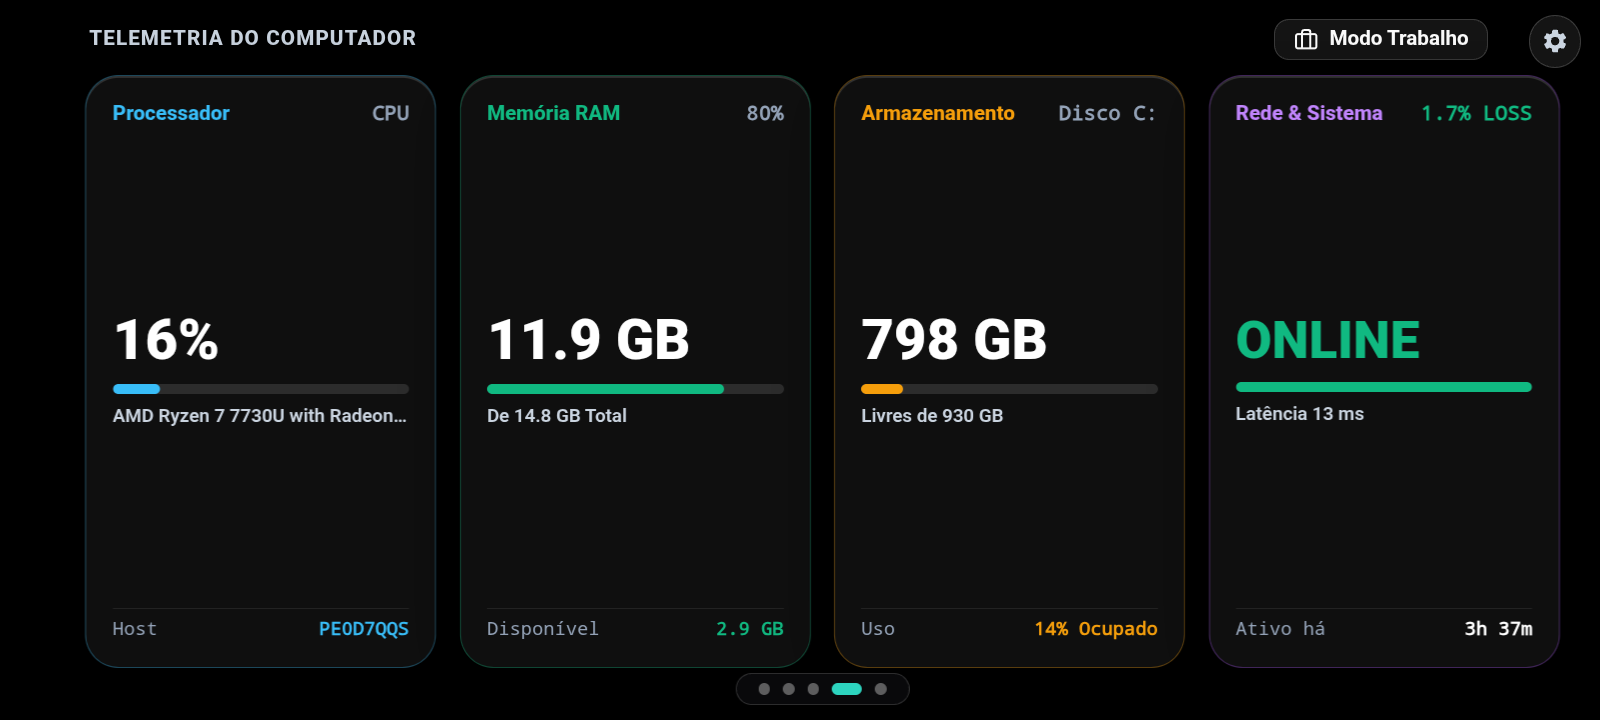 TELEMETRIA DO COMPUTADOR
Modo Trabalho
Processador CPU
16%
AMD Ryzen 7 7730U with Radeon...
Host PE0D7QQS
Memória RAM 80%
11.9 GB
De 14.8 GB Total
Disponível 2.9 GB
Armazenamento Disco C:
798 GB
Livres de 930 GB
Uso 14% Ocupado
Rede & Sistema 1.7% LOSS
ONLINE
Latência 13 ms
Ativo há 3h 37m